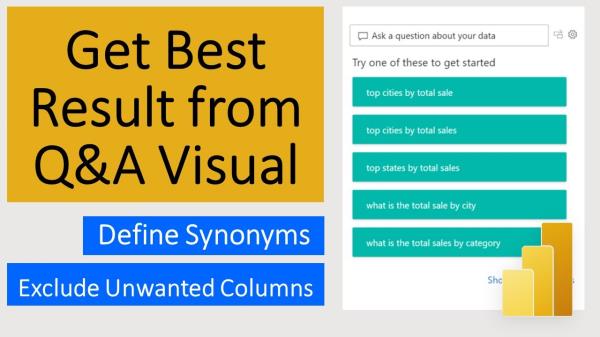 Get Best
Result from
Q&A Visual
Define Synonyms
Exclude Unwanted Columns
Ask a question about your data
Try one of these to get started
top cities by total sale
top cities by total sales
top states by total sales
what is the total sale by city
what is the total sales by category